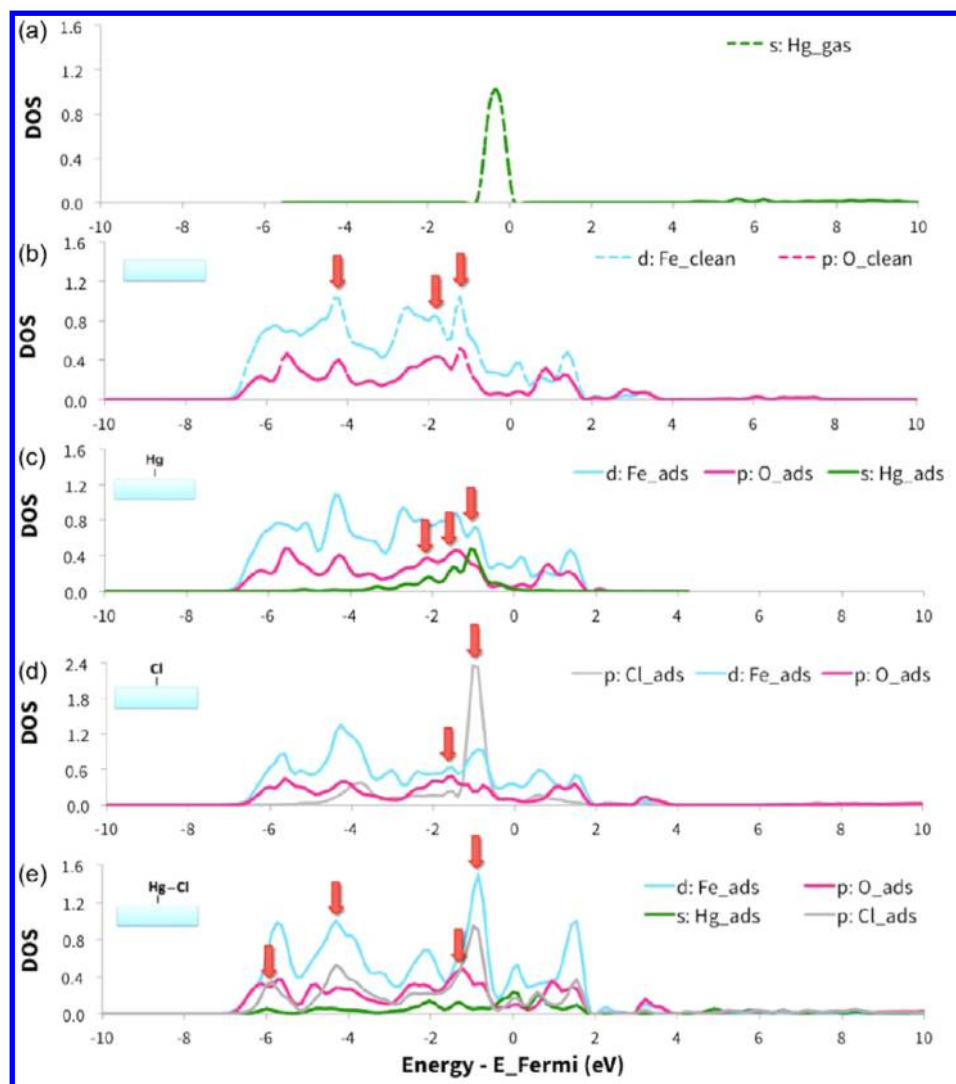 (a)
1.6
s: Hg_gas
1.2
DOS
0.8
0.4
0.0
-10 -8 -6 -4 -2 0 2 4 6 8 10
(b)
1.6
d: Fe_clean p: O_clean
1.2
DOS
0.8
0.4
0.0
-10 -8 -6 -4 -2 0 2 4 6 8 10
(c)
1.6
Hg
d: Fe_ads p: O_ads s: Hg_ads
1.2
DOS
0.8
0.4
0.0
-10 -8 -6 -4 -2 0 2 4 6 8 10
(d)
2.4
Cl
p: Cl_ads d: Fe_ads p: O_ads
1.8
DOS
1.2
0.6
0.0
-10 -8 -6 -4 -2 0 2 4 6 8 10
(e)
1.6
Hg–Cl
d: Fe_ads p: O_ads
s: Hg_ads p: Cl_ads
1.2
DOS
0.8
0.4
0.0
-10 -8 -6 -4 -2 0 2 4 6 8 10
Energy - E_Fermi (eV)